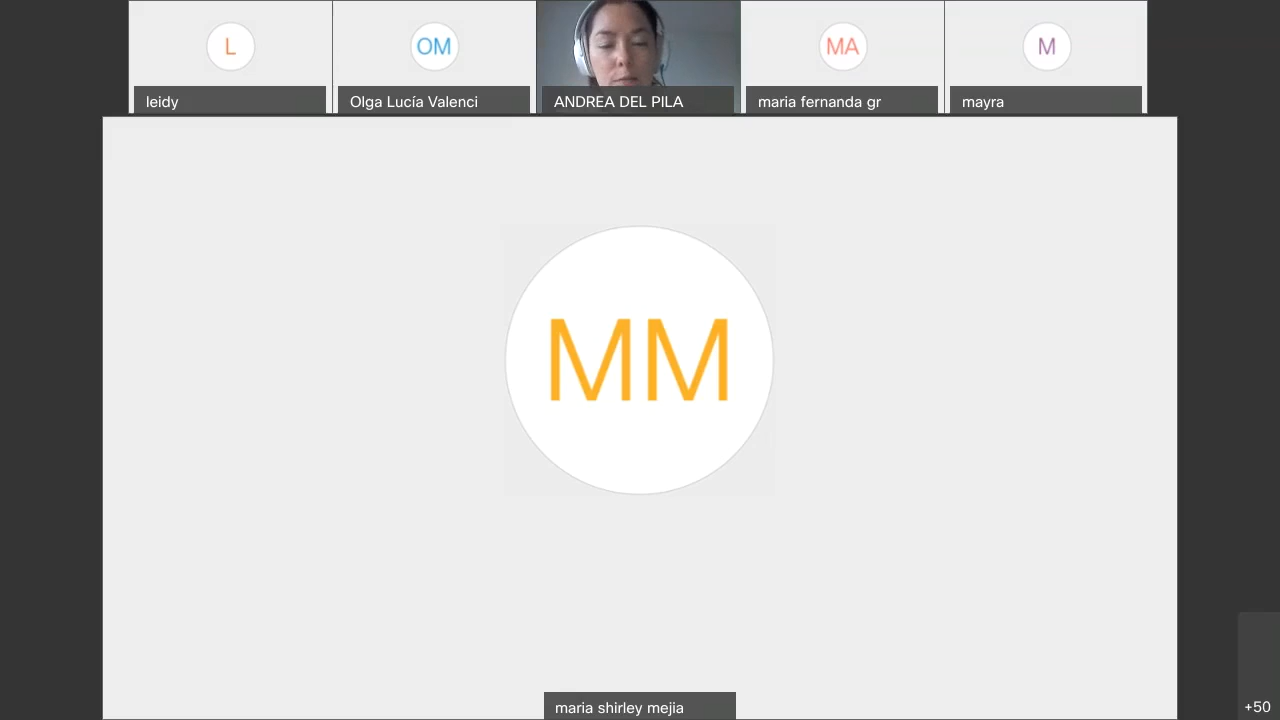 L
OM
MA
M
leidy
Olga Lucía Valenci
ANDREA DEL PILA
maria fernanda gr
mayra
MM
maria shirley mejia
+50